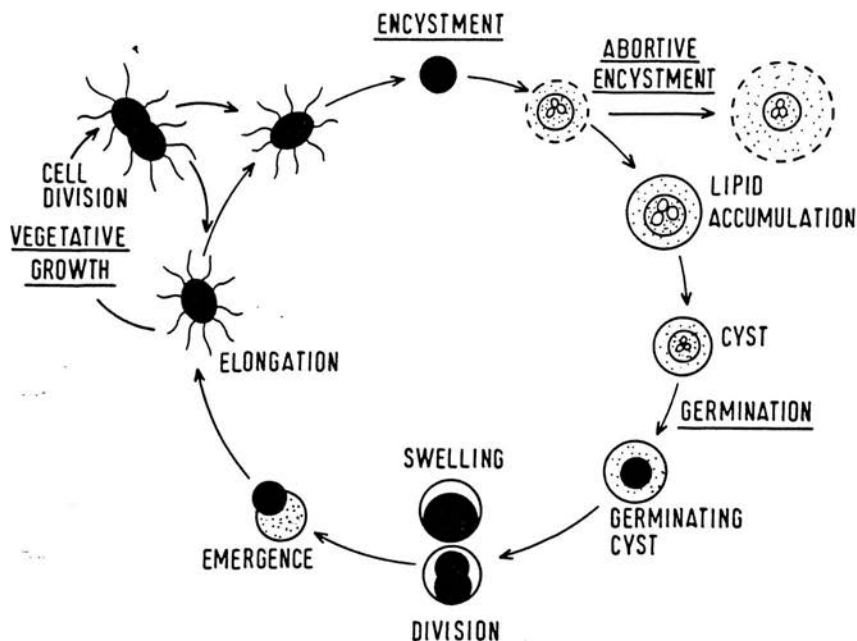 ENCYSTMENT
ABORTIVE
ENCYSTMENT
CELL
DIVISION
LIPID
ACCUMULATION
VEGETATIVE
GROWTH
ELONGATION
CYST
GERMINATION
SWELLING
GERMINATING
CYST
EMERGENCE
DIVISION